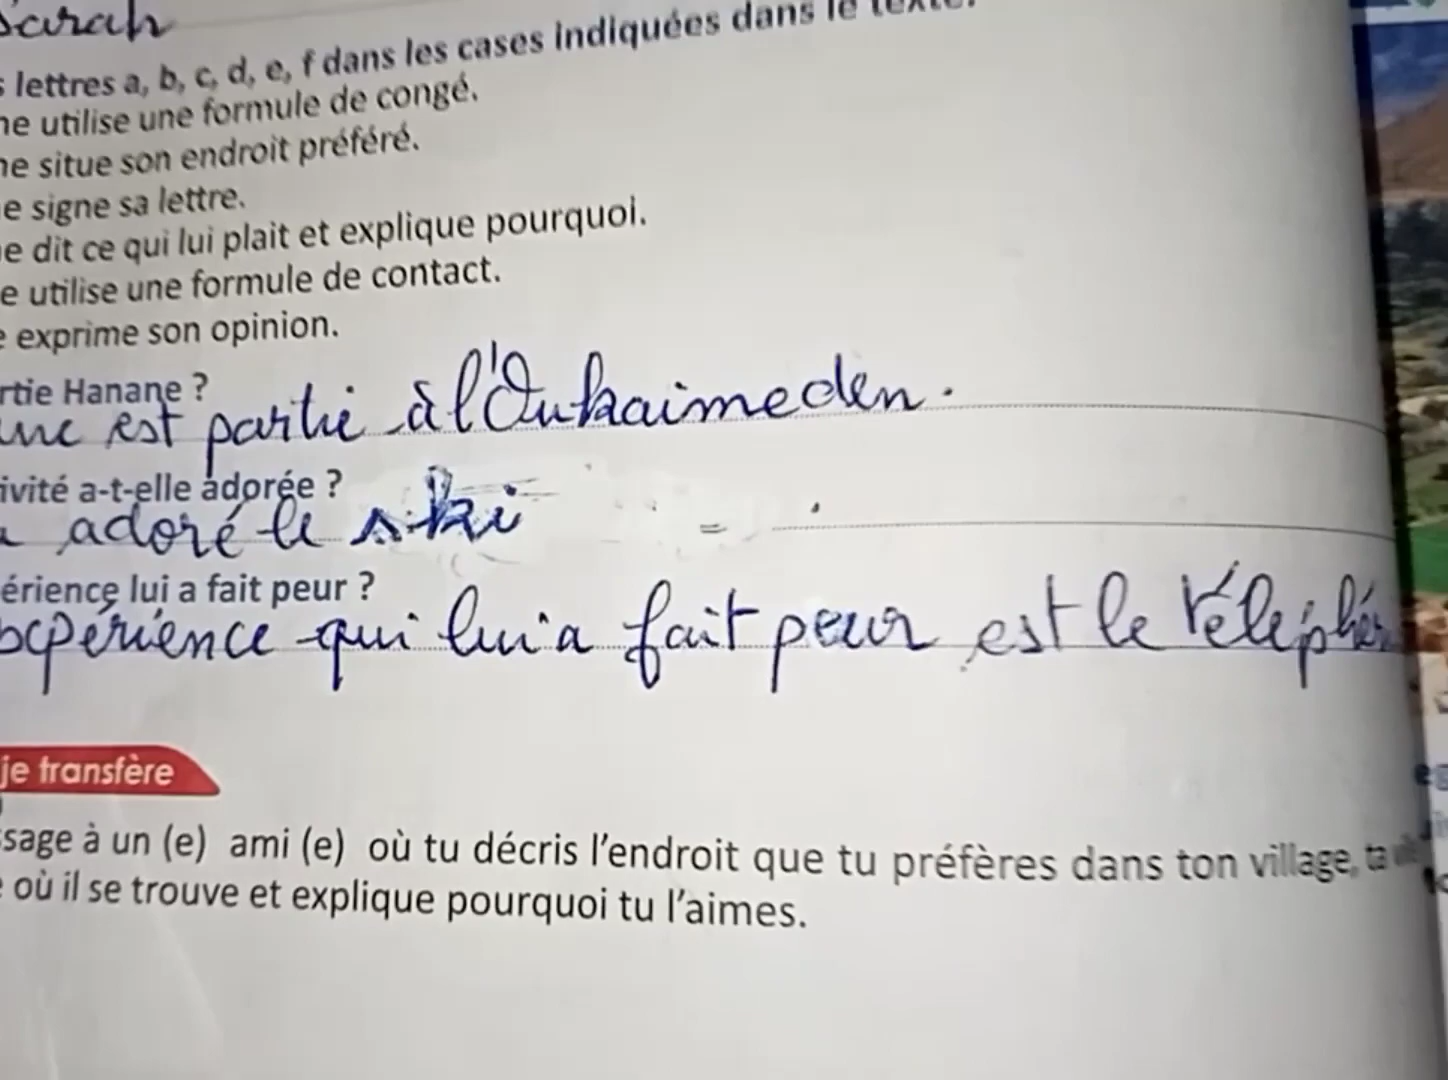 Sarah
lettres a, b, c, d, e, f dans les cases indiquées dans le texte.
ne utilise une formule de congé.
ne situe son endroit préféré.
e signe sa lettre.
e dit ce qui lui plait et explique pourquoi.
e utilise une formule de contact.
e exprime son opinion.
rtie Hanane ?
est partie à l'Oukaimeden.
ivité a-t-elle adorée ?
a adoré le ski
érience lui a fait peur ?
xpérience qui lui a fait peur est le téléphér
je transfère
sage à un (e) ami (e) où tu décris l'endroit que tu préfères dans ton village, ta
où il se trouve et explique pourquoi tu l'aimes.